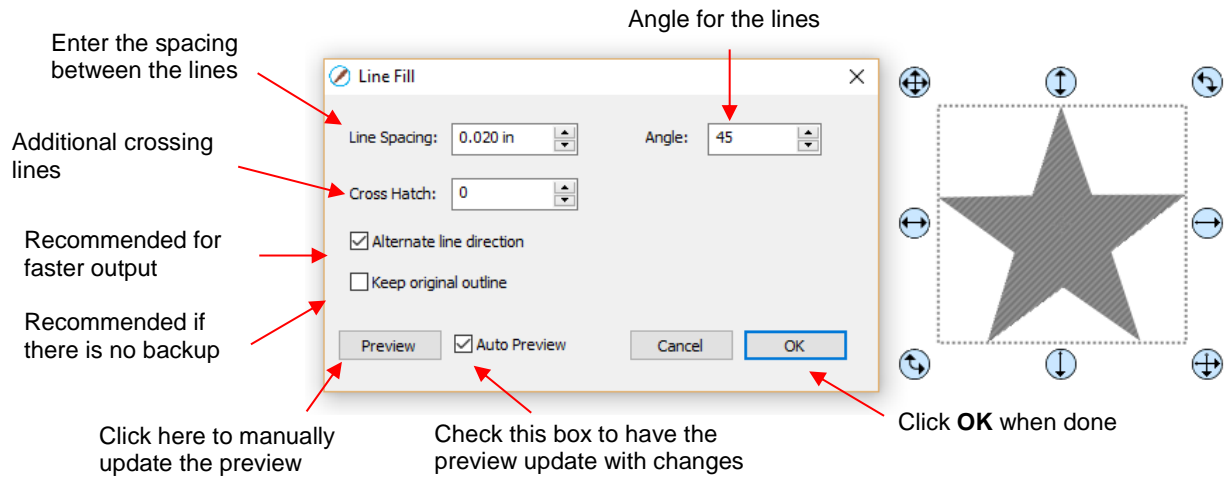 Angle for the lines
Enter the spacing
between the lines
Line Fill
Line Spacing: 0.020 in
Angle: 45
Additional crossing
lines
Cross Hatch: 0
Recommended for
faster output
Alternate line direction
Keep original outline
Recommended if
there is no backup
Preview
Auto Preview
Cancel
OK
Click here to manually
update the preview
Check this box to have the
preview update with changes
Click OK when done